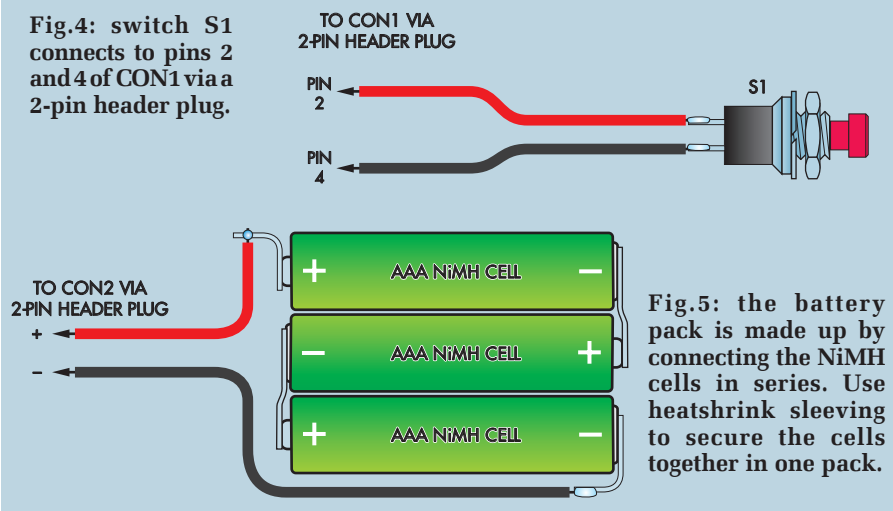 Fig.4: switch S1
connects to pins 2
and 4 of CON1 via a
2-pin header plug.
TO CON1 VIA
2-PIN HEADER PLUG
PIN
2
PIN
4
S1
TO CON2 VIA
2-PIN HEADER PLUG
+
–
+ AAA NiMH CELL –
– AAA NiMH CELL +
+ AAA NiMH CELL –
Fig.5: the battery
pack is made up by
connecting the NiMH
cells in series. Use
heatshrink sleeving
to secure the cells
together in one pack.